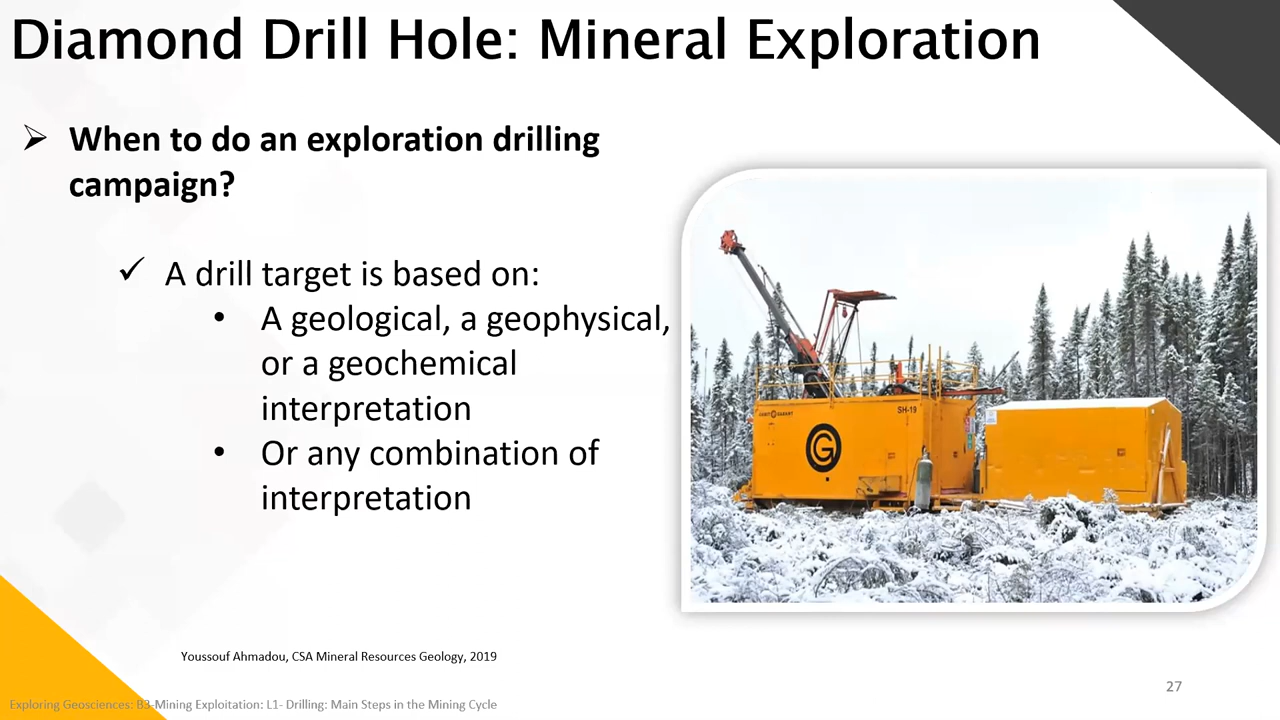 Diamond Drill Hole: Mineral Exploration
➢ When to do an exploration drilling
campaign?
✓ A drill target is based on:
• A geological, a geophysical,
or a geochemical
interpretation
• Or any combination of
interpretation
SH-19
G
Youssouf Ahmadou, CSA Mineral Resources Geology, 2019
27
Exploring Geosciences: B3-Mining Exploitation: L1- Drilling: Main Steps in the Mining Cycle